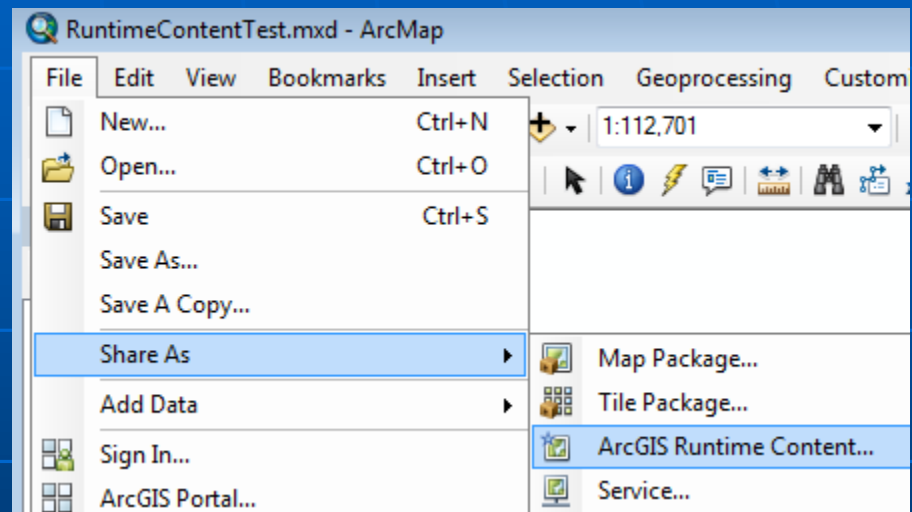 RuntimeContentTest.mxd - ArcMap
File Edit View Bookmarks Insert Selection Geoprocessing Custom
New... Ctrl+N
1:112,701
Open... Ctrl+O
Save Ctrl+S
Save As...
Save A Copy...
Share As
Map Package...
Add Data
Tile Package...
Sign In...
ArcGIS Runtime Content...
ArcGIS Portal...
Service...